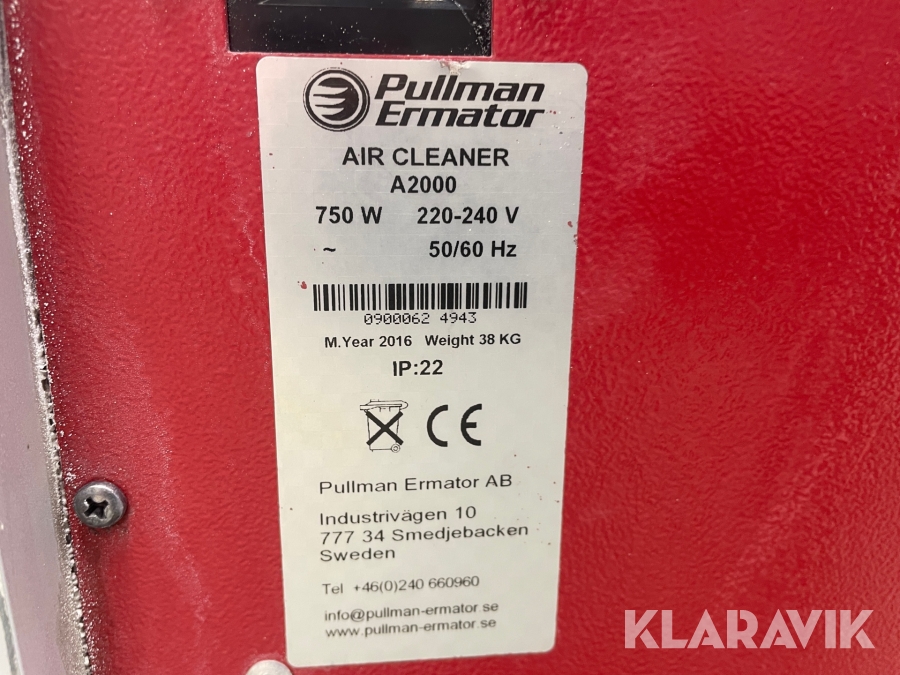 Pullman
Ermator
AIR CLEANER
A2000
750 W 220-240 V
~ 50/60 Hz
0900062 4943
M.Year 2016 Weight 38 KG
IP:22
CE
Pullman Ermator AB
Industrivägen 10
777 34 Smedjebacken
Sweden
Tel +46(0)240 660960
info@pullman-ermator.se
www.pullman-ermator.se
KLARAVIK